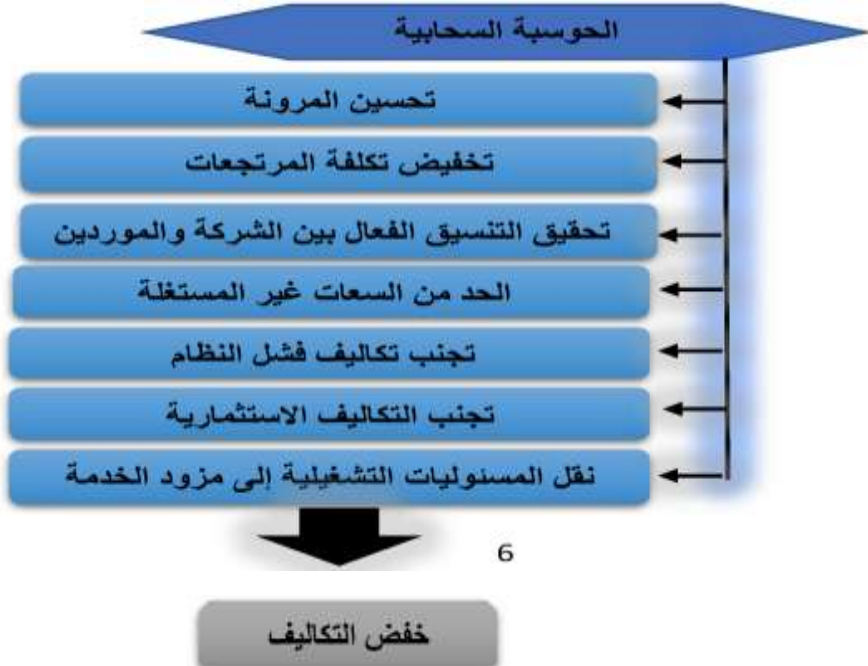 الحوسبة السحابية
تحسين المرونة
تخفيض تكلفة المرتجعات
تحقيق التنسيق الفعال بين الشركة والموردين
الحد من السعات غير المستغلة
تجنب تكاليف فشل النظام
تجنب التكاليف الاستثمارية
نقل المسئوليات التشغيلية إلى مزود الخدمة
6
خفض التكاليف